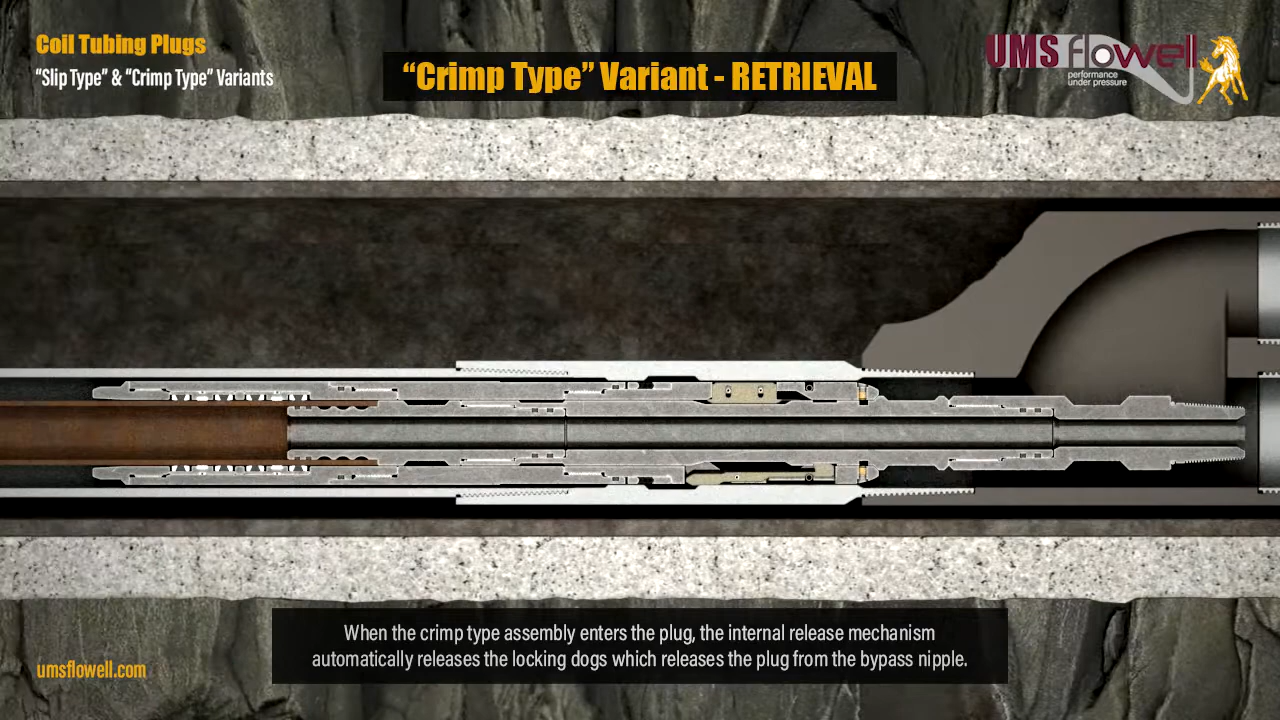 Coil Tubing Plugs
“Slip Type” & “Crimp Type” Variants
“Crimp Type” Variant - RETRIEVAL
UMS flowell
performance
under pressure
When the crimp type assembly enters the plug, the internal release mechanism
automatically releases the locking dogs which releases the plug from the bypass nipple.
umsflowell.com